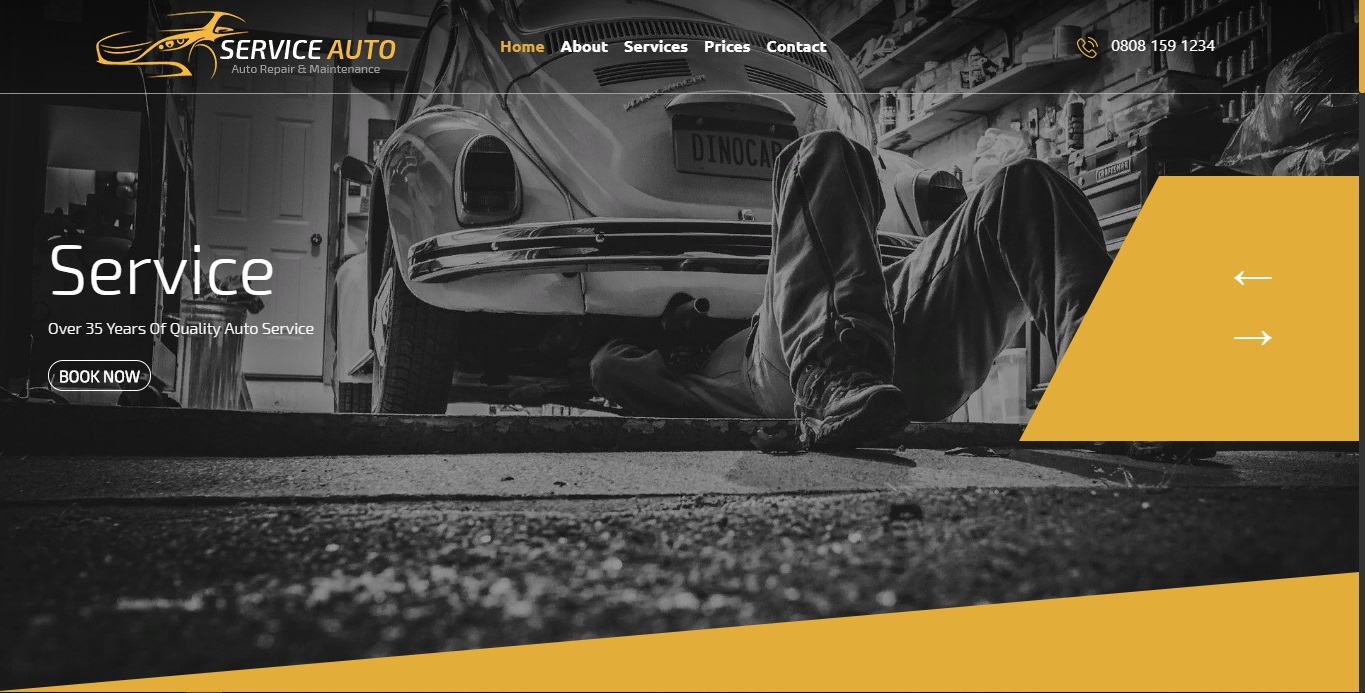 SERVICE AUTO
Auto Repair & Maintenance
Home About Services Prices Contact
0808 159 1234
DINOCAR
CRAFTSMAN
Service
Over 35 Years Of Quality Auto Service
BOOK NOW